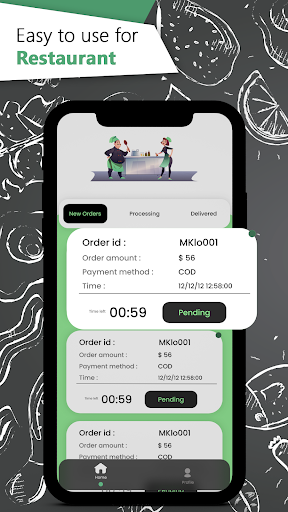 Easy to use for
Restaurant
New Orders Processing Delivered
Order id : MKlo001
Order amount : $ 56
Payment method : COD
Time : 12/12/12 12:58:00
Time left 00:59 Pending
Order id : MKlo001
Order amount : $ 56
Payment method : COD
Time : 12/12/12 12:58:00
Time left 00:59 Pending
Order id : MKlo001
Order amount : $ 56
Home Profile